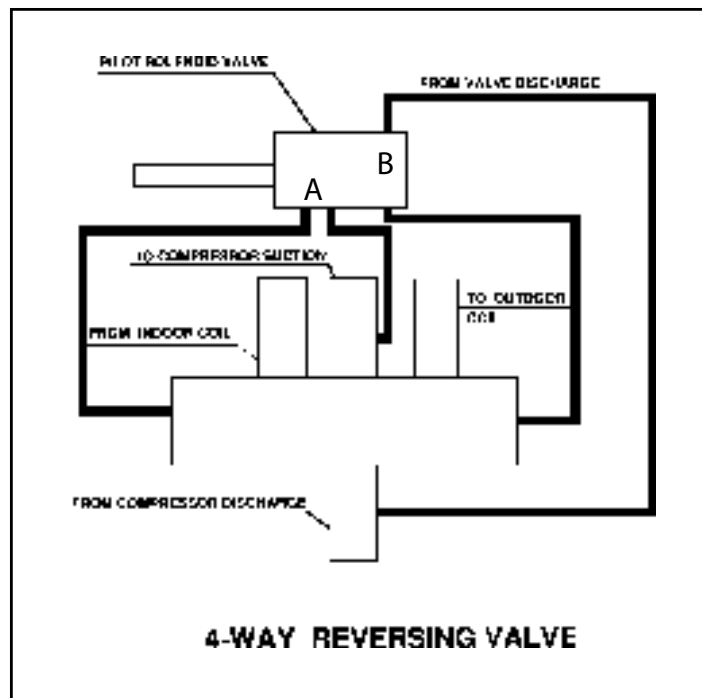 PILOT SOLENOID VALVE
FROM VALVE DISCHARGE
B
A
TO COMPRESSOR SUCTION
TO OUTDOOR
COIL
FROM INDOOR COIL
FROM COMPRESSOR DISCHARGE
4-WAY REVERSING VALVE